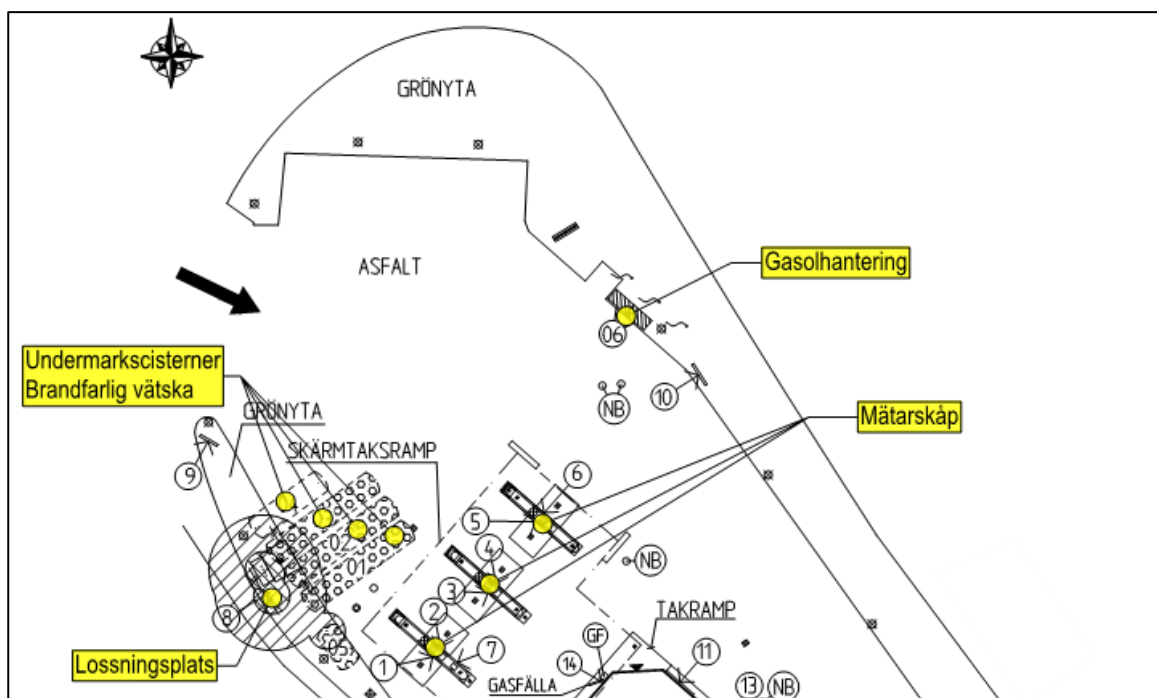 GRÖNYTA
ASFALT
Gasolhantering
06
10
NB
Undermarkscisterner
Brandfarlig vätska
GRÖNYTA
Mätarskåp
SKÄRMTAKSRAMP
9
6
5
02
01
4
NB
3
8
2
TAKRAMP
05
GF
Lossningsplats
1
7
14
11
GASFÄLLA
13
NB